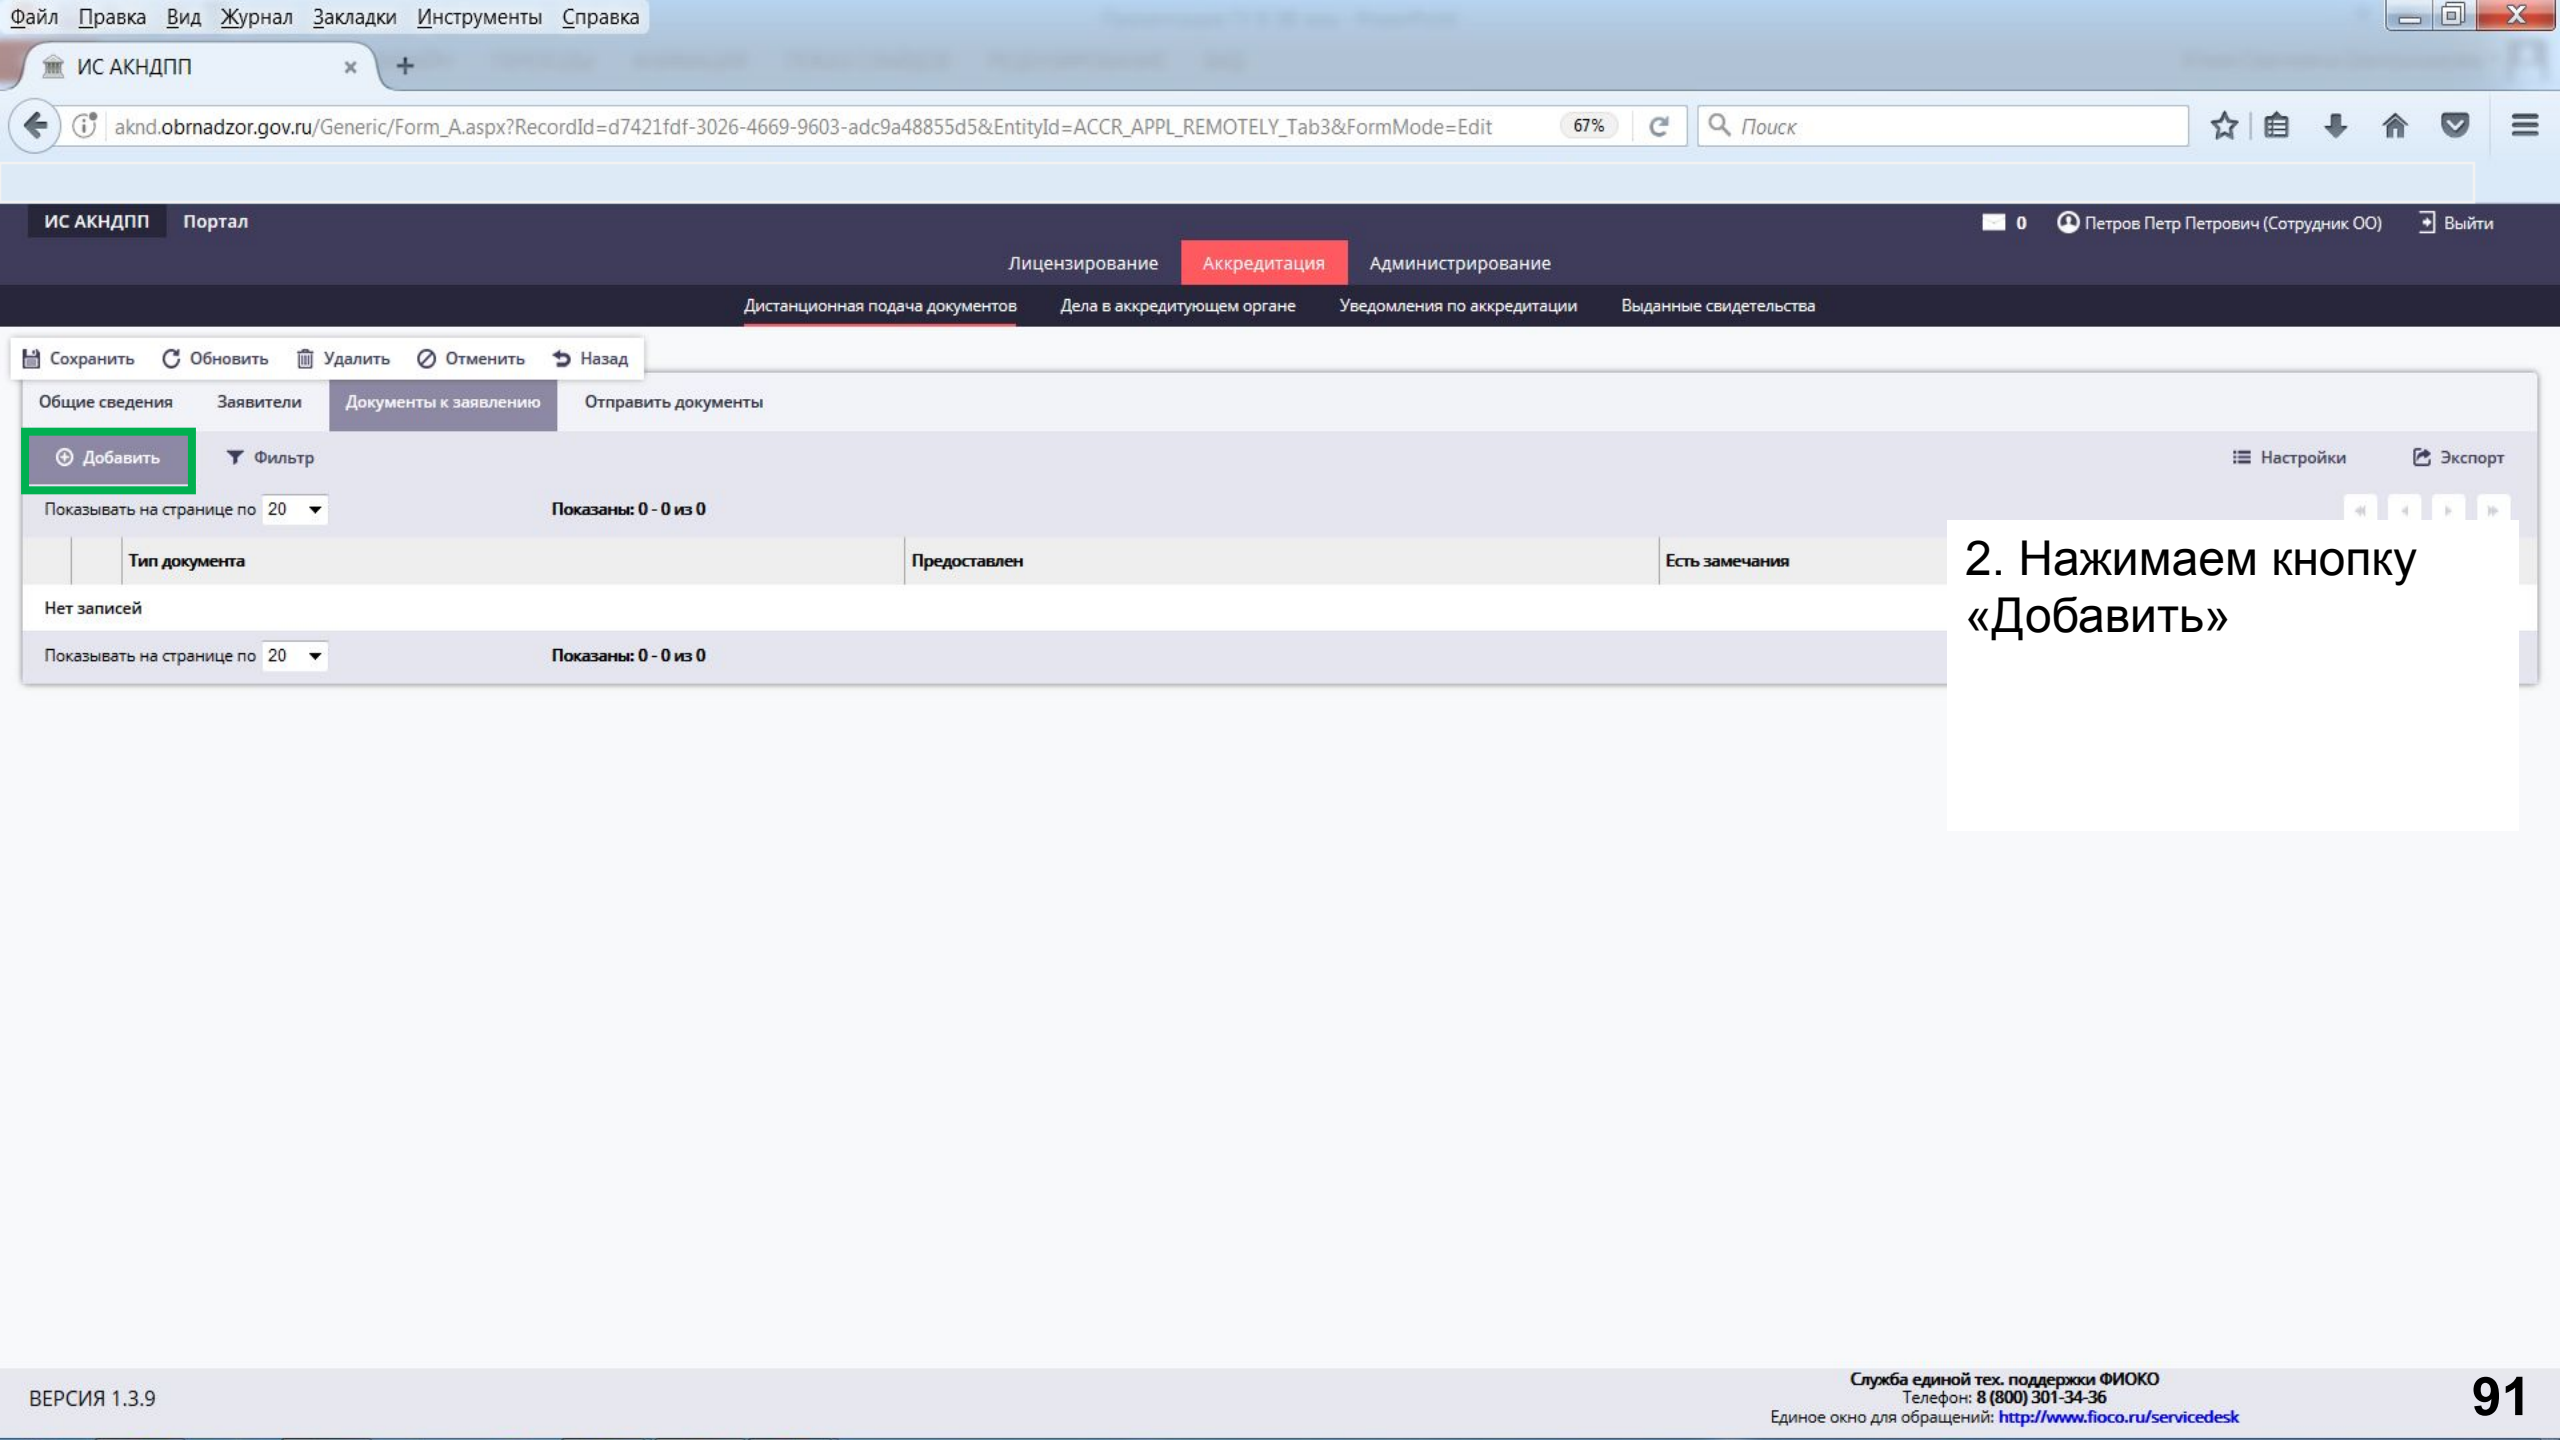 Файл Правка Вид Журнал Закладки Инструменты Справка
ИС АКНДПП
aknd.obrnadzor.gov.ru/Generic/Form_A.aspx?RecordId=d7421fdf-3026-4669-9603-adc9a48855d5&EntityId=ACCR_APPL_REMOTELY_Tab3&FormMode=Edit 67% Поиск
ИС АКНДПП Портал 0 Петров Петр Петрович (Сотрудник ОО) Выйти
Лицензирование Аккредитация Администрирование
Дистанционная подача документов Дела в аккредитующем органе Уведомления по аккредитации Выданные свидетельства
Сохранить Обновить Удалить Отменить Назад
Общие сведения Заявители Документы к заявлению Отправить документы
Добавить Фильтр Настройки Экспорт
Показывать на странице по 20 Показаны: 0 - 0 из 0
Тип документа Предоставлен Есть замечания
Нет записей
Показывать на странице по 20 Показаны: 0 - 0 из 0
2. Нажимаем кнопку
«Добавить»
ВЕРСИЯ 1.3.9
Служба единой тех. поддержки ФИОКО
Телефон: 8 (800) 301-34-36
Единое окно для обращений: http://www.fioco.ru/servicedesk
91